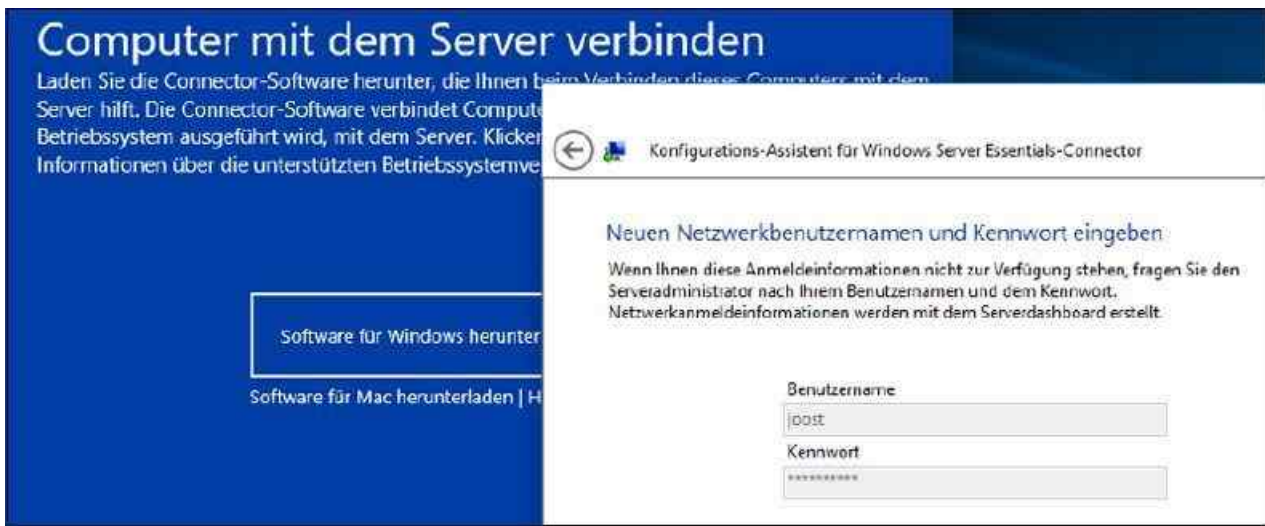 Computer mit dem Server verbinden
Laden Sie die Connector-Software herunter, die Ihnen beim Verbinden dieses Computers mit dem
Server hilft. Die Connector-Software verbindet
Betriebssystem ausgeführt wird, mit dem Server.
Informationen über die unterstützten
Software für Windows
Software für Mac herunterladen |
Konfigurations-Assistent für Windows Server Essentials-Connector
Neuen Netzwerkbenutzernamen und Kennwort eingeben
Wenn Ihnen diese Anmeldeinformationen nicht zur Verfügung stehen, fragen Sie den
Serveradministrator nach Ihrem Benutzernamen und dem Kennwort.
Netzwerkanmeldeinformationen werden mit dem Serverdashboard erstellt.
Benutzername
joost
Kennwort
**********